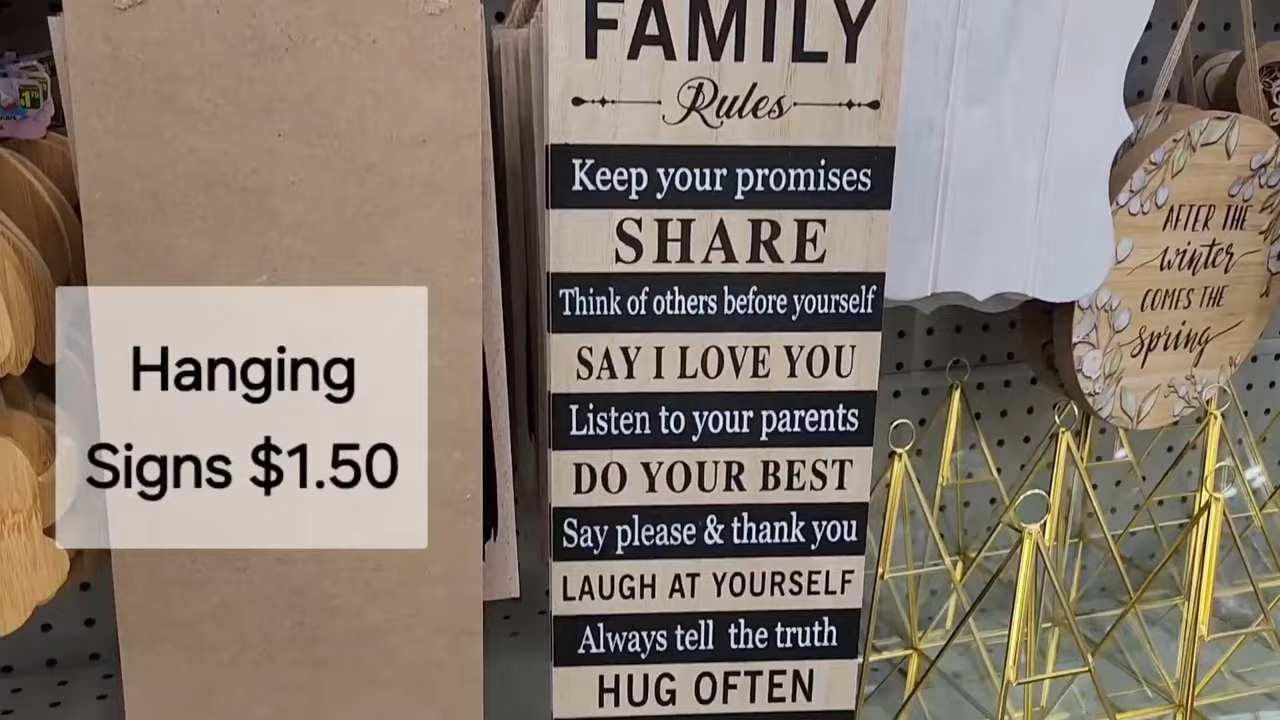 FAMILY
Rules
Keep your promises
SHARE
Think of others before yourself
SAY I LOVE YOU
Listen to your parents
DO YOUR BEST
Say please & thank you
LAUGH AT YOURSELF
Always tell the truth
HUG OFTEN
Hanging
Signs $1.50
AFTER THE
winter
COMES THE
spring